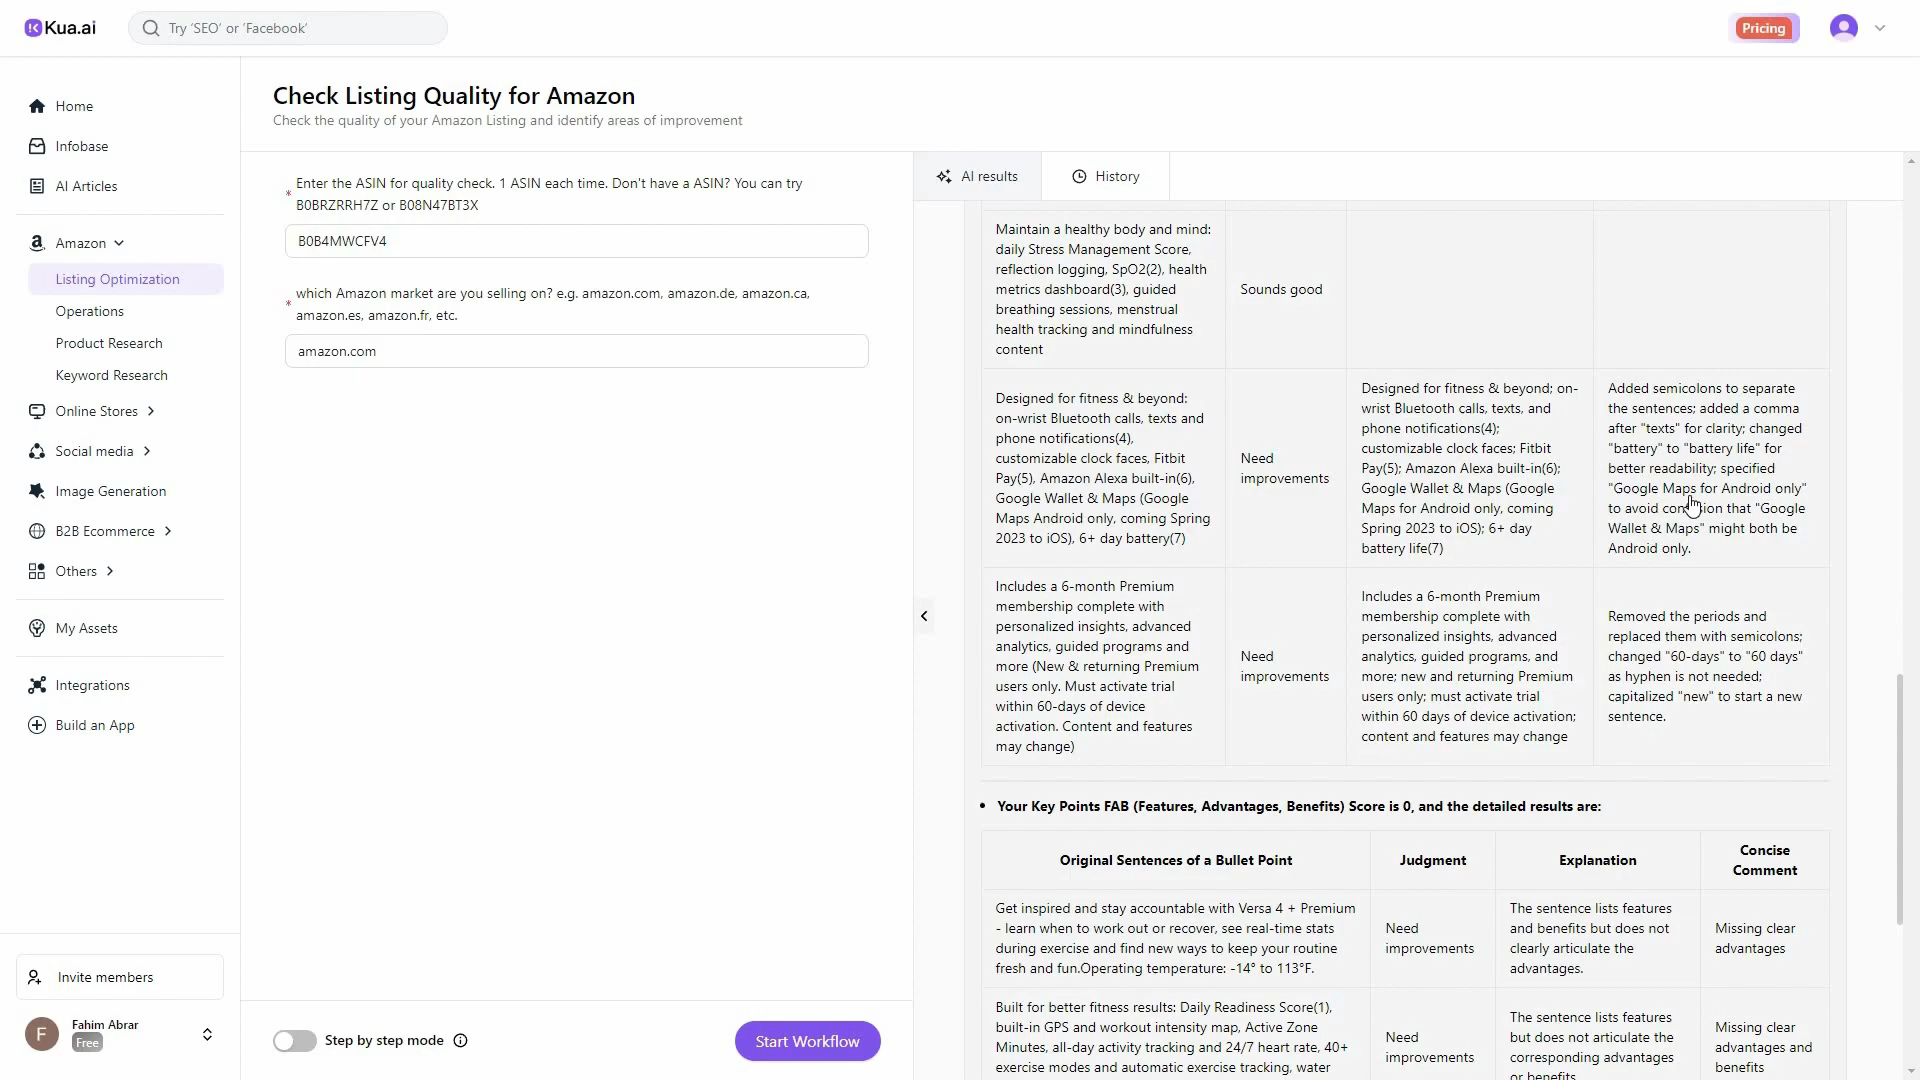 Kua.ai
Try 'SEO' or 'Facebook'
Pricing
Home
Infobase
AI Articles
Amazon
Listing Optimization
Operations
Product Research
Keyword Research
Online Stores
Social media
Image Generation
B2B Ecommerce
Others
My Assets
Integrations
Build an App
Invite members
F
Fahim Abrar
Free
Check Listing Quality for Amazon
Check the quality of your Amazon Listing and identify areas of improvement
* Enter the ASIN for quality check. 1 ASIN each time. Don't have a ASIN? You can try
B0BRZRRH7Z or B08N47BT3X
B0B4MWCFV4
* which Amazon market are you selling on? e.g. amazon.com, amazon.de, amazon.ca,
amazon.es, amazon.fr, etc.
amazon.com
Step by step mode
Start Workflow
AI results
History
Maintain a healthy body and mind:
daily Stress Management Score,
reflection logging, SpO2(2), health
metrics dashboard(3), guided
breathing sessions, menstrual
health tracking and mindfulness
content
Sounds good
Designed for fitness & beyond:
on-wrist Bluetooth calls, texts and
phone notifications(4),
customizable clock faces, Fitbit
Pay(5), Amazon Alexa built-in(6),
Google Wallet & Maps (Google
Maps Android only, coming Spring
2023 to iOS), 6+ day battery(7)
Need
improvements
Designed for fitness & beyond; on-
wrist Bluetooth calls, texts, and
phone notifications(4);
customizable clock faces; Fitbit
Pay(5); Amazon Alexa built-in(6);
Google Wallet & Maps (Google
Maps for Android only, coming
Spring 2023 to iOS); 6+ day
battery life(7)
Added semicolons to separate
the sentences; added a comma
after "texts" for clarity; changed
"battery" to "battery life" for
better readability; specified
"Google Maps for Android only"
to avoid confusion that "Google
Wallet & Maps" might both be
Android only.
Includes a 6-month Premium
membership complete with
personalized insights, advanced
analytics, guided programs and
more (New & returning Premium
users only. Must activate trial
within 60-days of device
activation. Content and features
may change)
Need
improvements
Includes a 6-month Premium
membership complete with
personalized insights, advanced
analytics, guided programs, and
more; new and returning Premium
users only; must activate trial
within 60 days of device activation;
content and features may change
Removed the periods and
replaced them with semicolons;
changed "60-days" to "60 days"
as hyphen is not needed;
capitalized "new" to start a new
sentence.
• Your Key Points FAB (Features, Advantages, Benefits) Score is 0, and the detailed results are:
Original Sentences of a Bullet Point
Judgment
Explanation
Concise
Comment
Get inspired and stay accountable with Versa 4 + Premium
- learn when to work out or recover, see real-time stats
during exercise and find new ways to keep your routine
fresh and fun.Operating temperature: -14° to 113°F.
Need
improvements
The sentence lists features
and benefits but does not
clearly articulate the
advantages.
Missing clear
advantages
Built for better fitness results: Daily Readiness Score(1),
built-in GPS and workout intensity map, Active Zone
Minutes, all-day activity tracking and 24/7 heart rate, 40+
exercise modes and automatic exercise tracking, water
Need
improvements
The sentence lists features
but does not articulate the
corresponding advantages
or benefits
Missing clear
advantages and
benefits